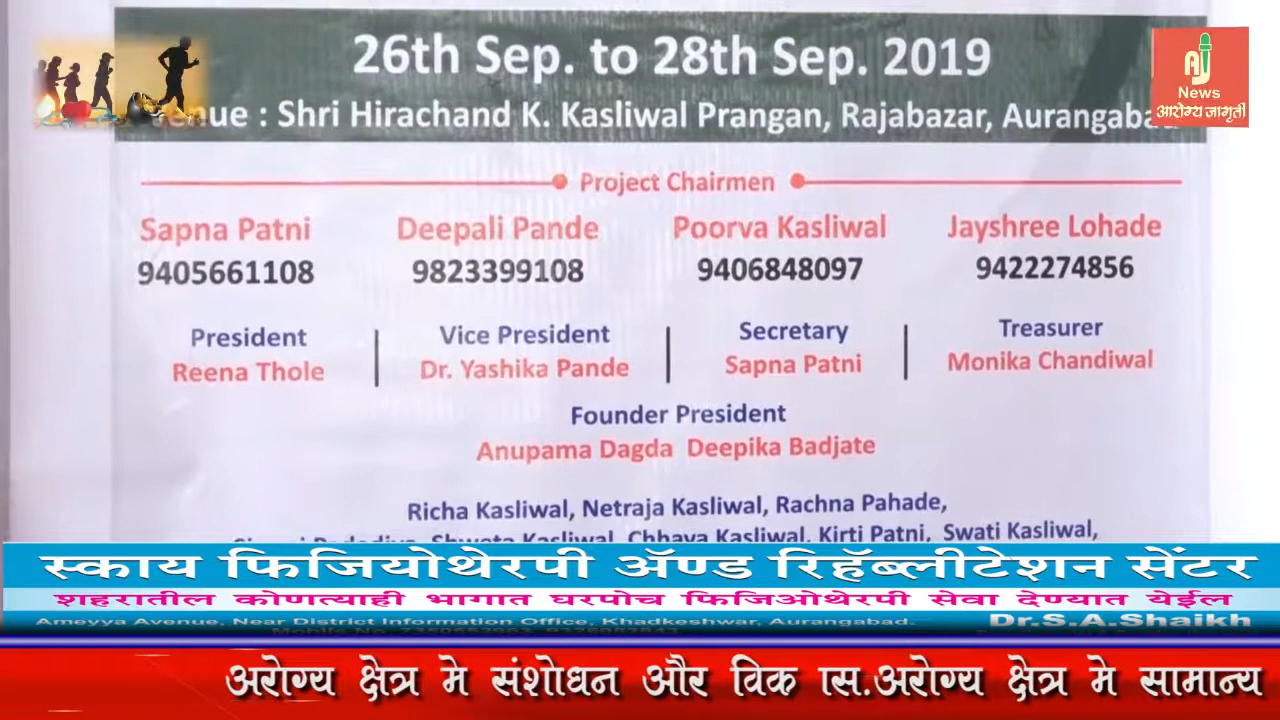 26th Sep. to 28th Sep. 2019
: Shri Hirachand K. Kasliwal Prangan, Rajabazar,
AJ
News
आरोग्य जागृती
Project Chairmen
Sapna Patni Deepali Pande Poorva Kasliwal Jayshree Lohade
9405661108 9823399108 9406848097 9422274856
President Vice President Secretary Treasurer
Reena Thole Dr. Yashika Pande Sapna Patni Monika Chandiwal
Founder President
Anupama Dagda Deepika Badjate
Richa Kasliwal, Netraja Kasliwal, Rachna Pahade,
Kasliwal, Chhaya Kasliwal, Kirti Patni, Swati Kasliwal,
स्काय फिजियोथेरपी ॲण्ड रिहॅब्लीटेशन सेंटर
शहरातील कोणत्याही भागात घरपोच फिजिओथेरपी सेवा देण्यात येईल
Ameyya Avenue, Near District Information Office, Khadkeshwar, Aurangabad. Dr.S.A.Shaikh
अरोग्य क्षेत्र मे संशोधन और विक ास.अरोग्य क्षेत्र मे सामान्य